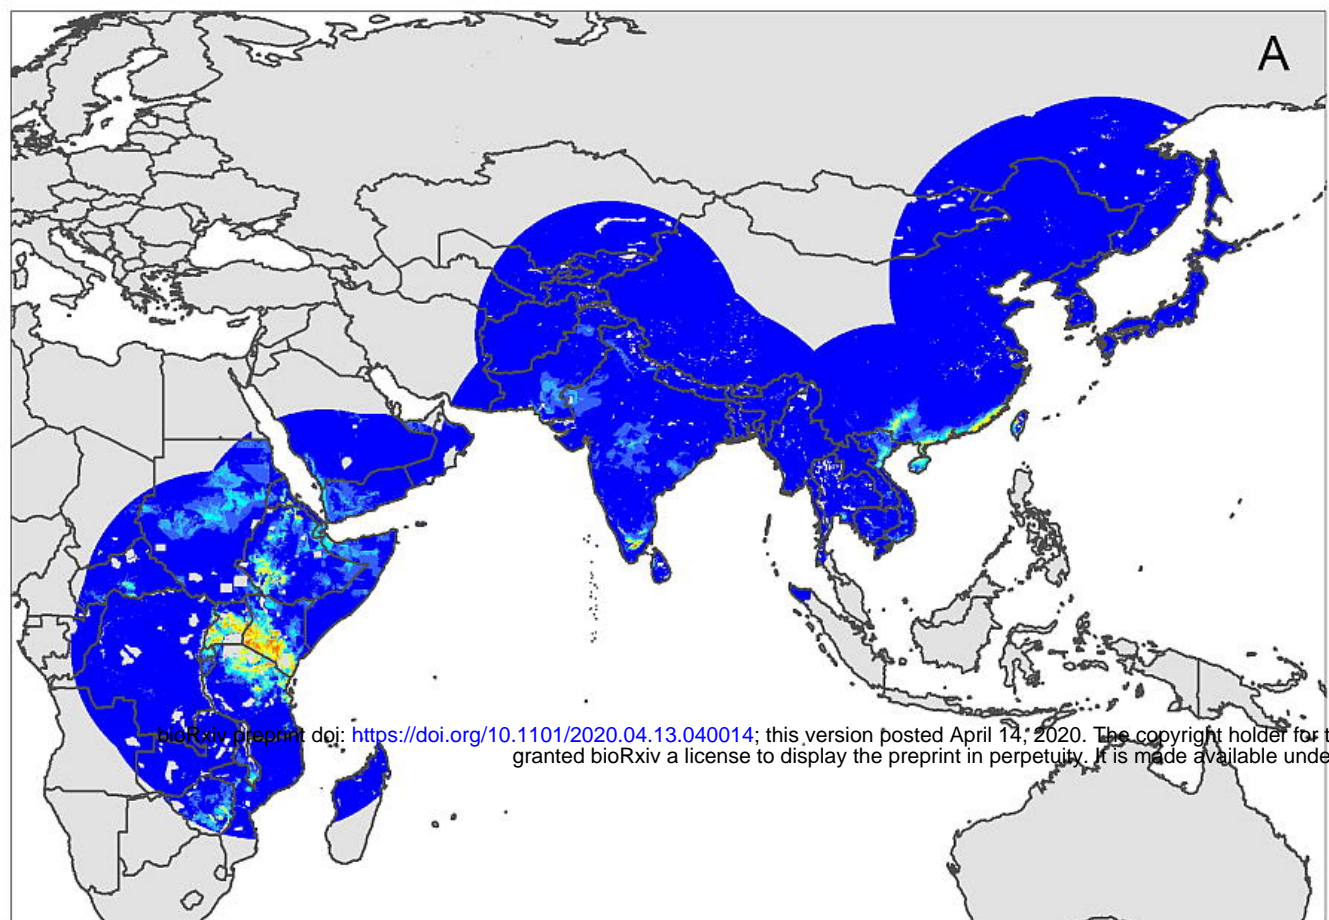 A
bioRxiv preprint doi: https://doi.org/10.1101/2020.04.13.040014; this version posted April 14, 2020. The copyright holder for t
granted bioRxiv a license to display the preprint in perpetuity. It is made available unde